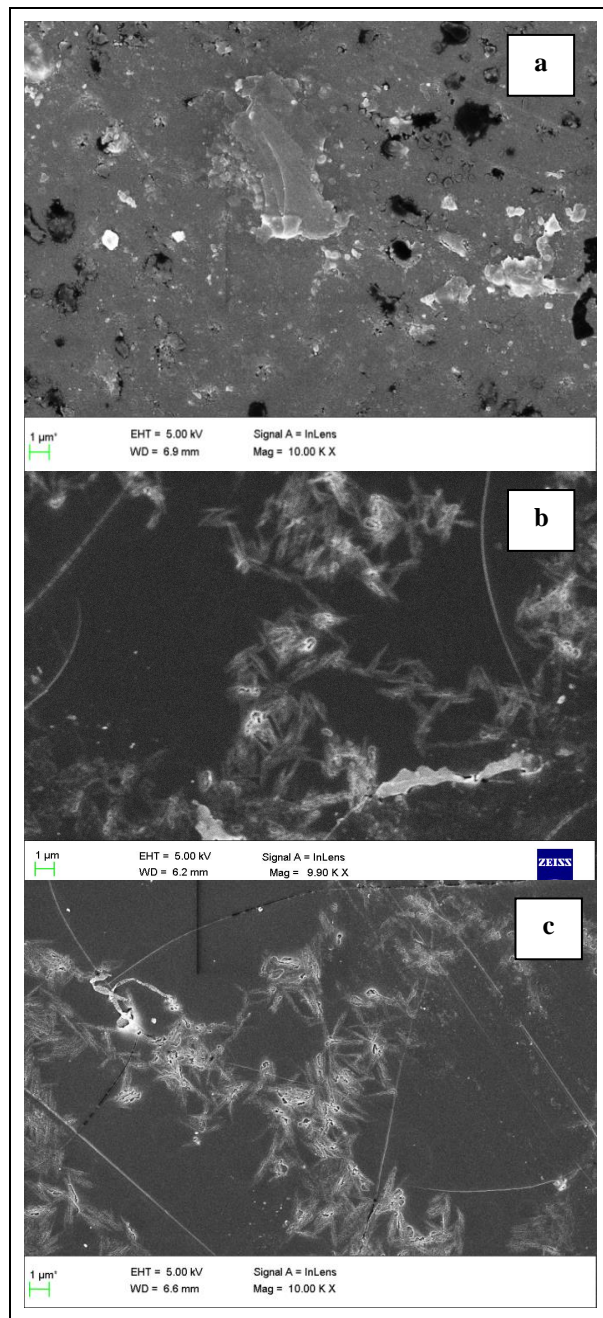 a
1 µm*
EHT = 5.00 kV
Signal A = InLens
WD = 6.9 mm
Mag = 10.00 K X
b
1 µm
EHT = 5.00 kV
Signal A = InLens
WD = 6.2 mm
Mag = 9.90 K X
ZEISS
c
1 µm*
EHT = 5.00 kV
Signal A = InLens
WD = 6.6 mm
Mag = 10.00 K X